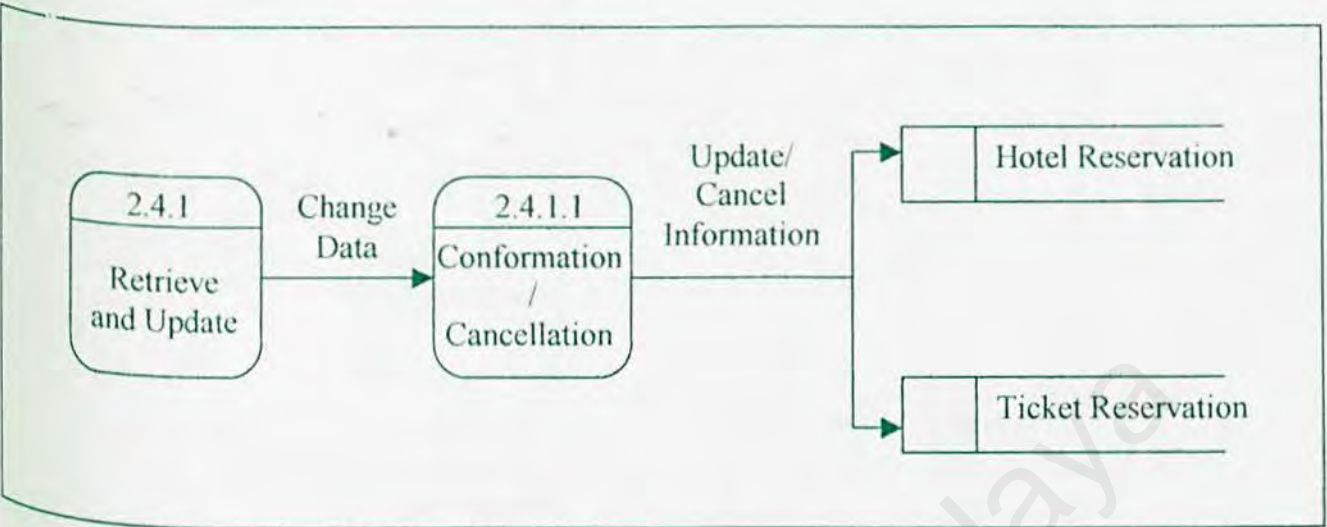 2.4.1
Retrieve
and Update
Change
Data
2.4.1.1
Conformation
/
Cancellation
Update/
Cancel
Information
Hotel Reservation
Ticket Reservation
laya